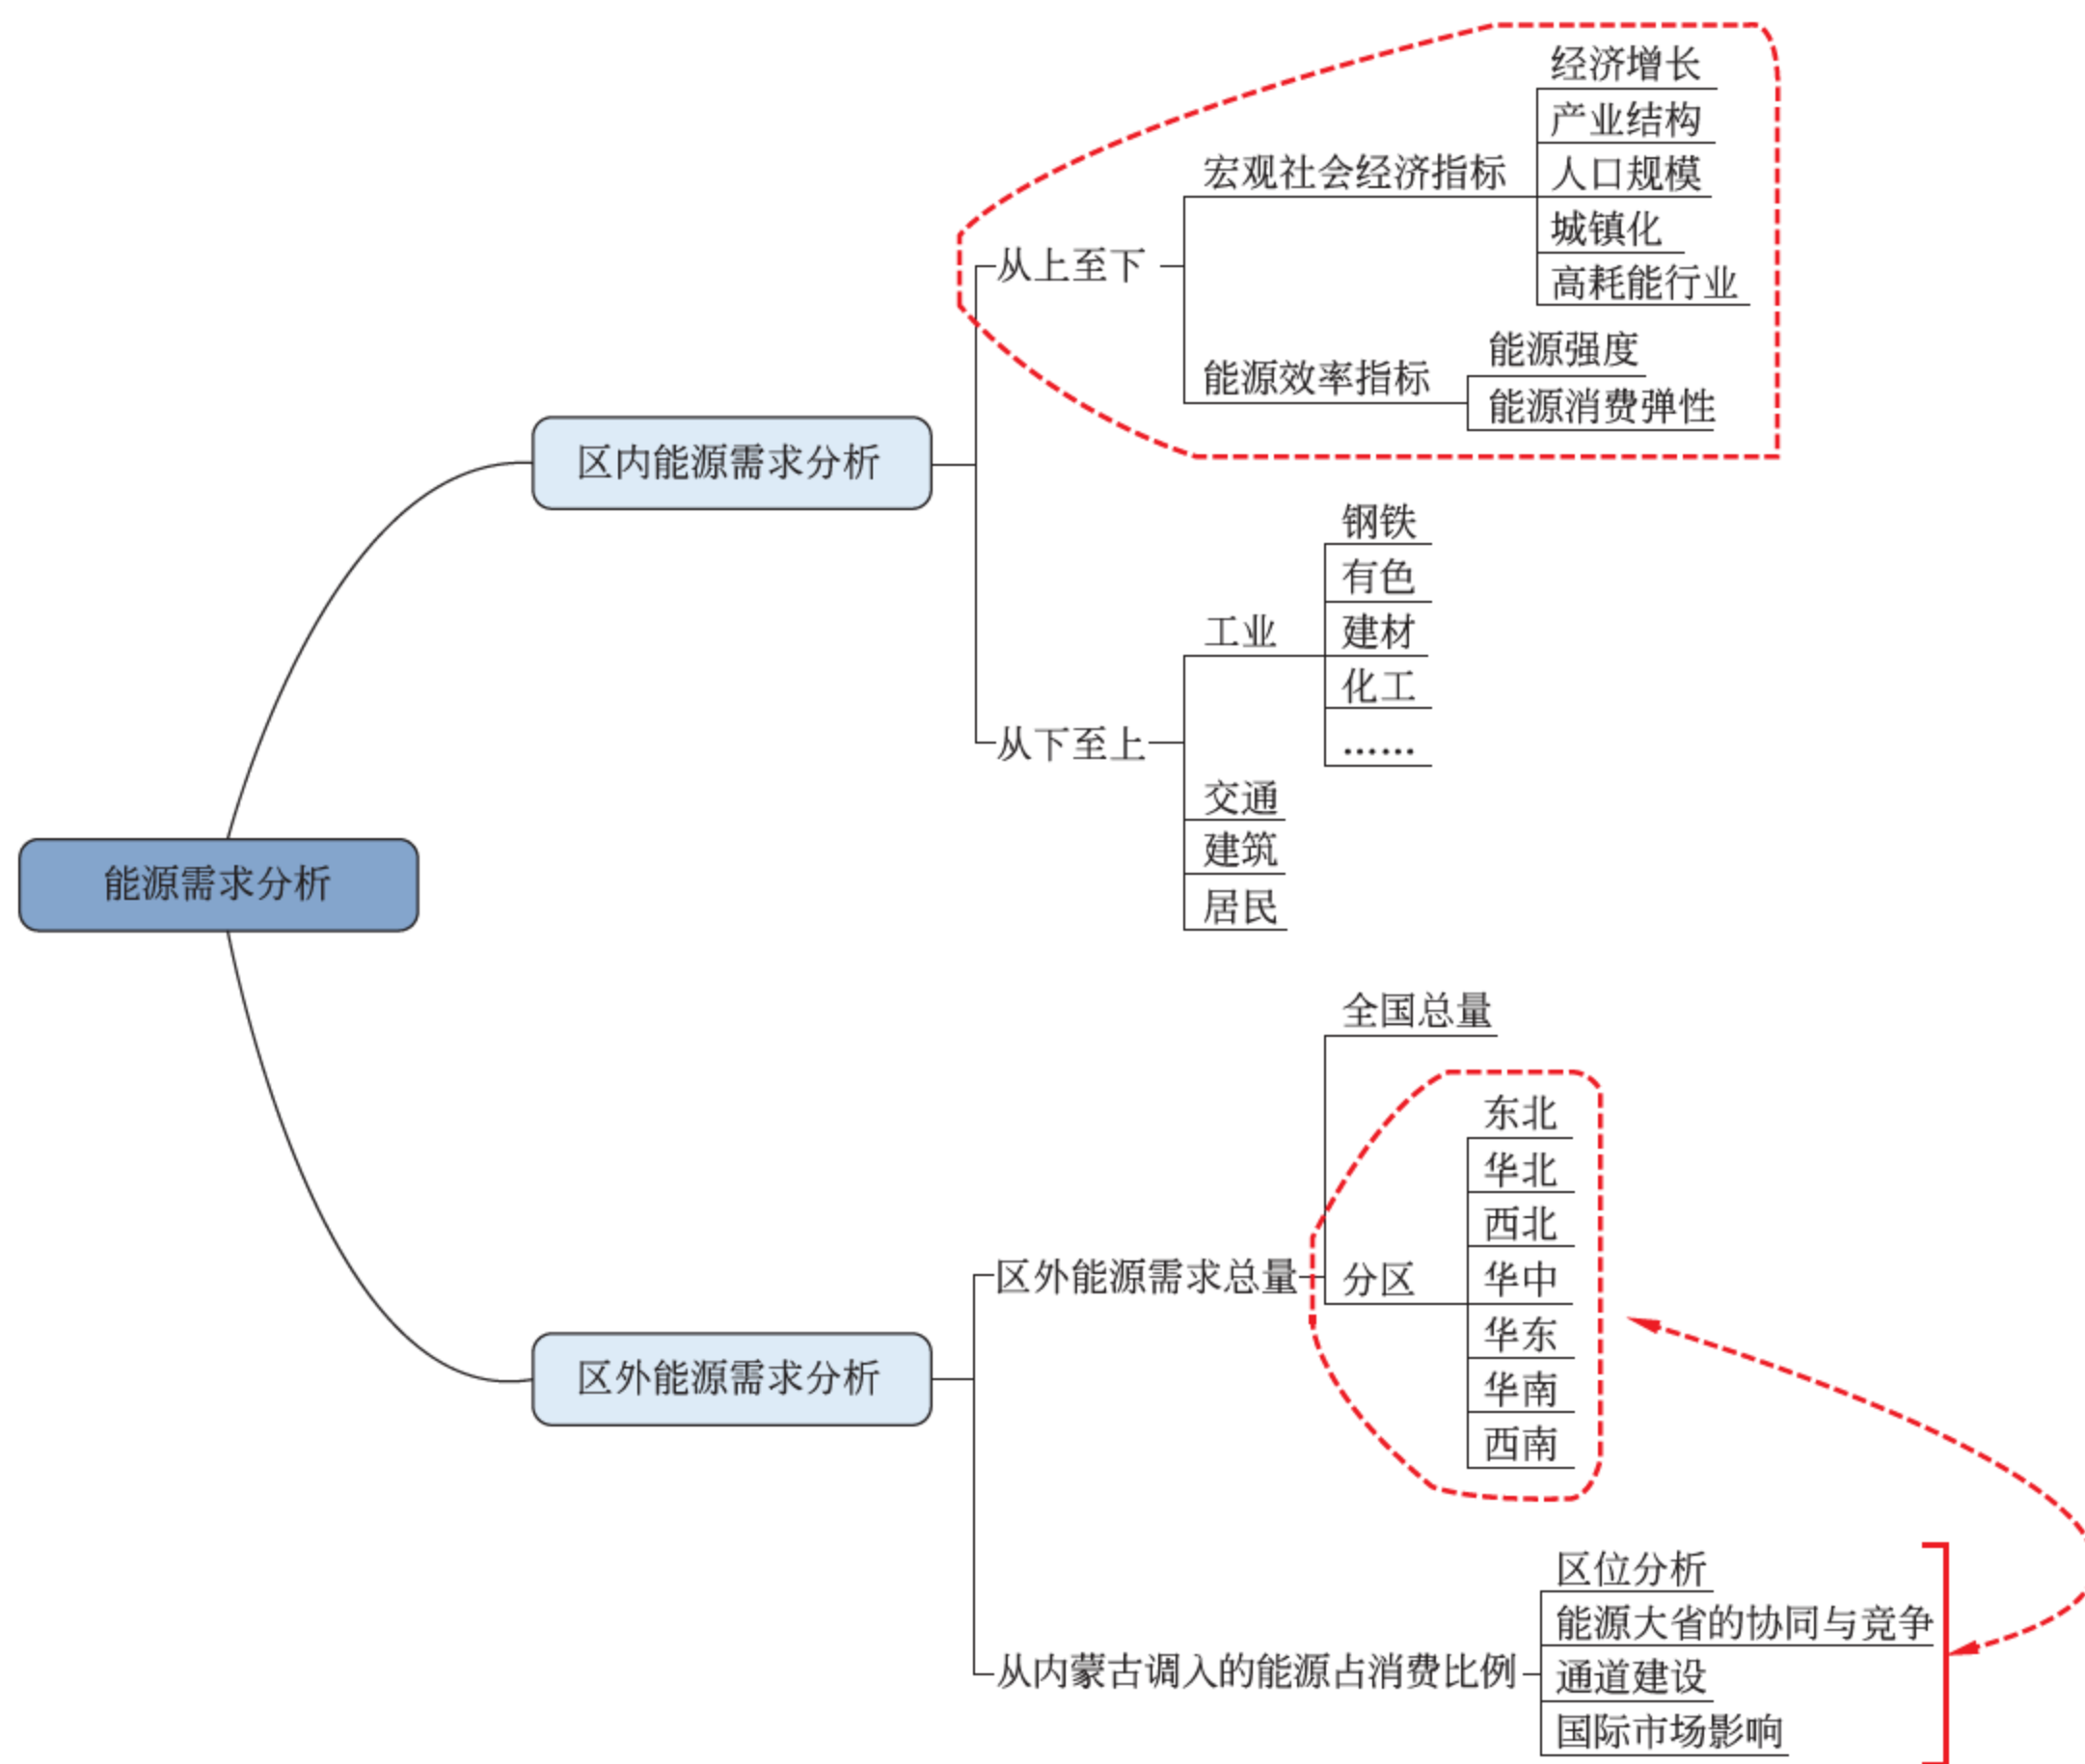 经济增长
产业结构
宏观社会经济指标
人口规模
城镇化
从上至下
高耗能行业
能源强度
能源效率指标
能源消费弹性
区内能源需求分析
钢铁
有色
工业
建材
化工
从下至上
……
交通
建筑
居民
能源需求分析
全国总量
东北
华北
西北
区外能源需求总量
分区
华中
华东
区外能源需求分析
华南
西南
区位分析
能源大省的协同与竞争
从内蒙古调入的能源占消费比例
通道建设
国际市场影响